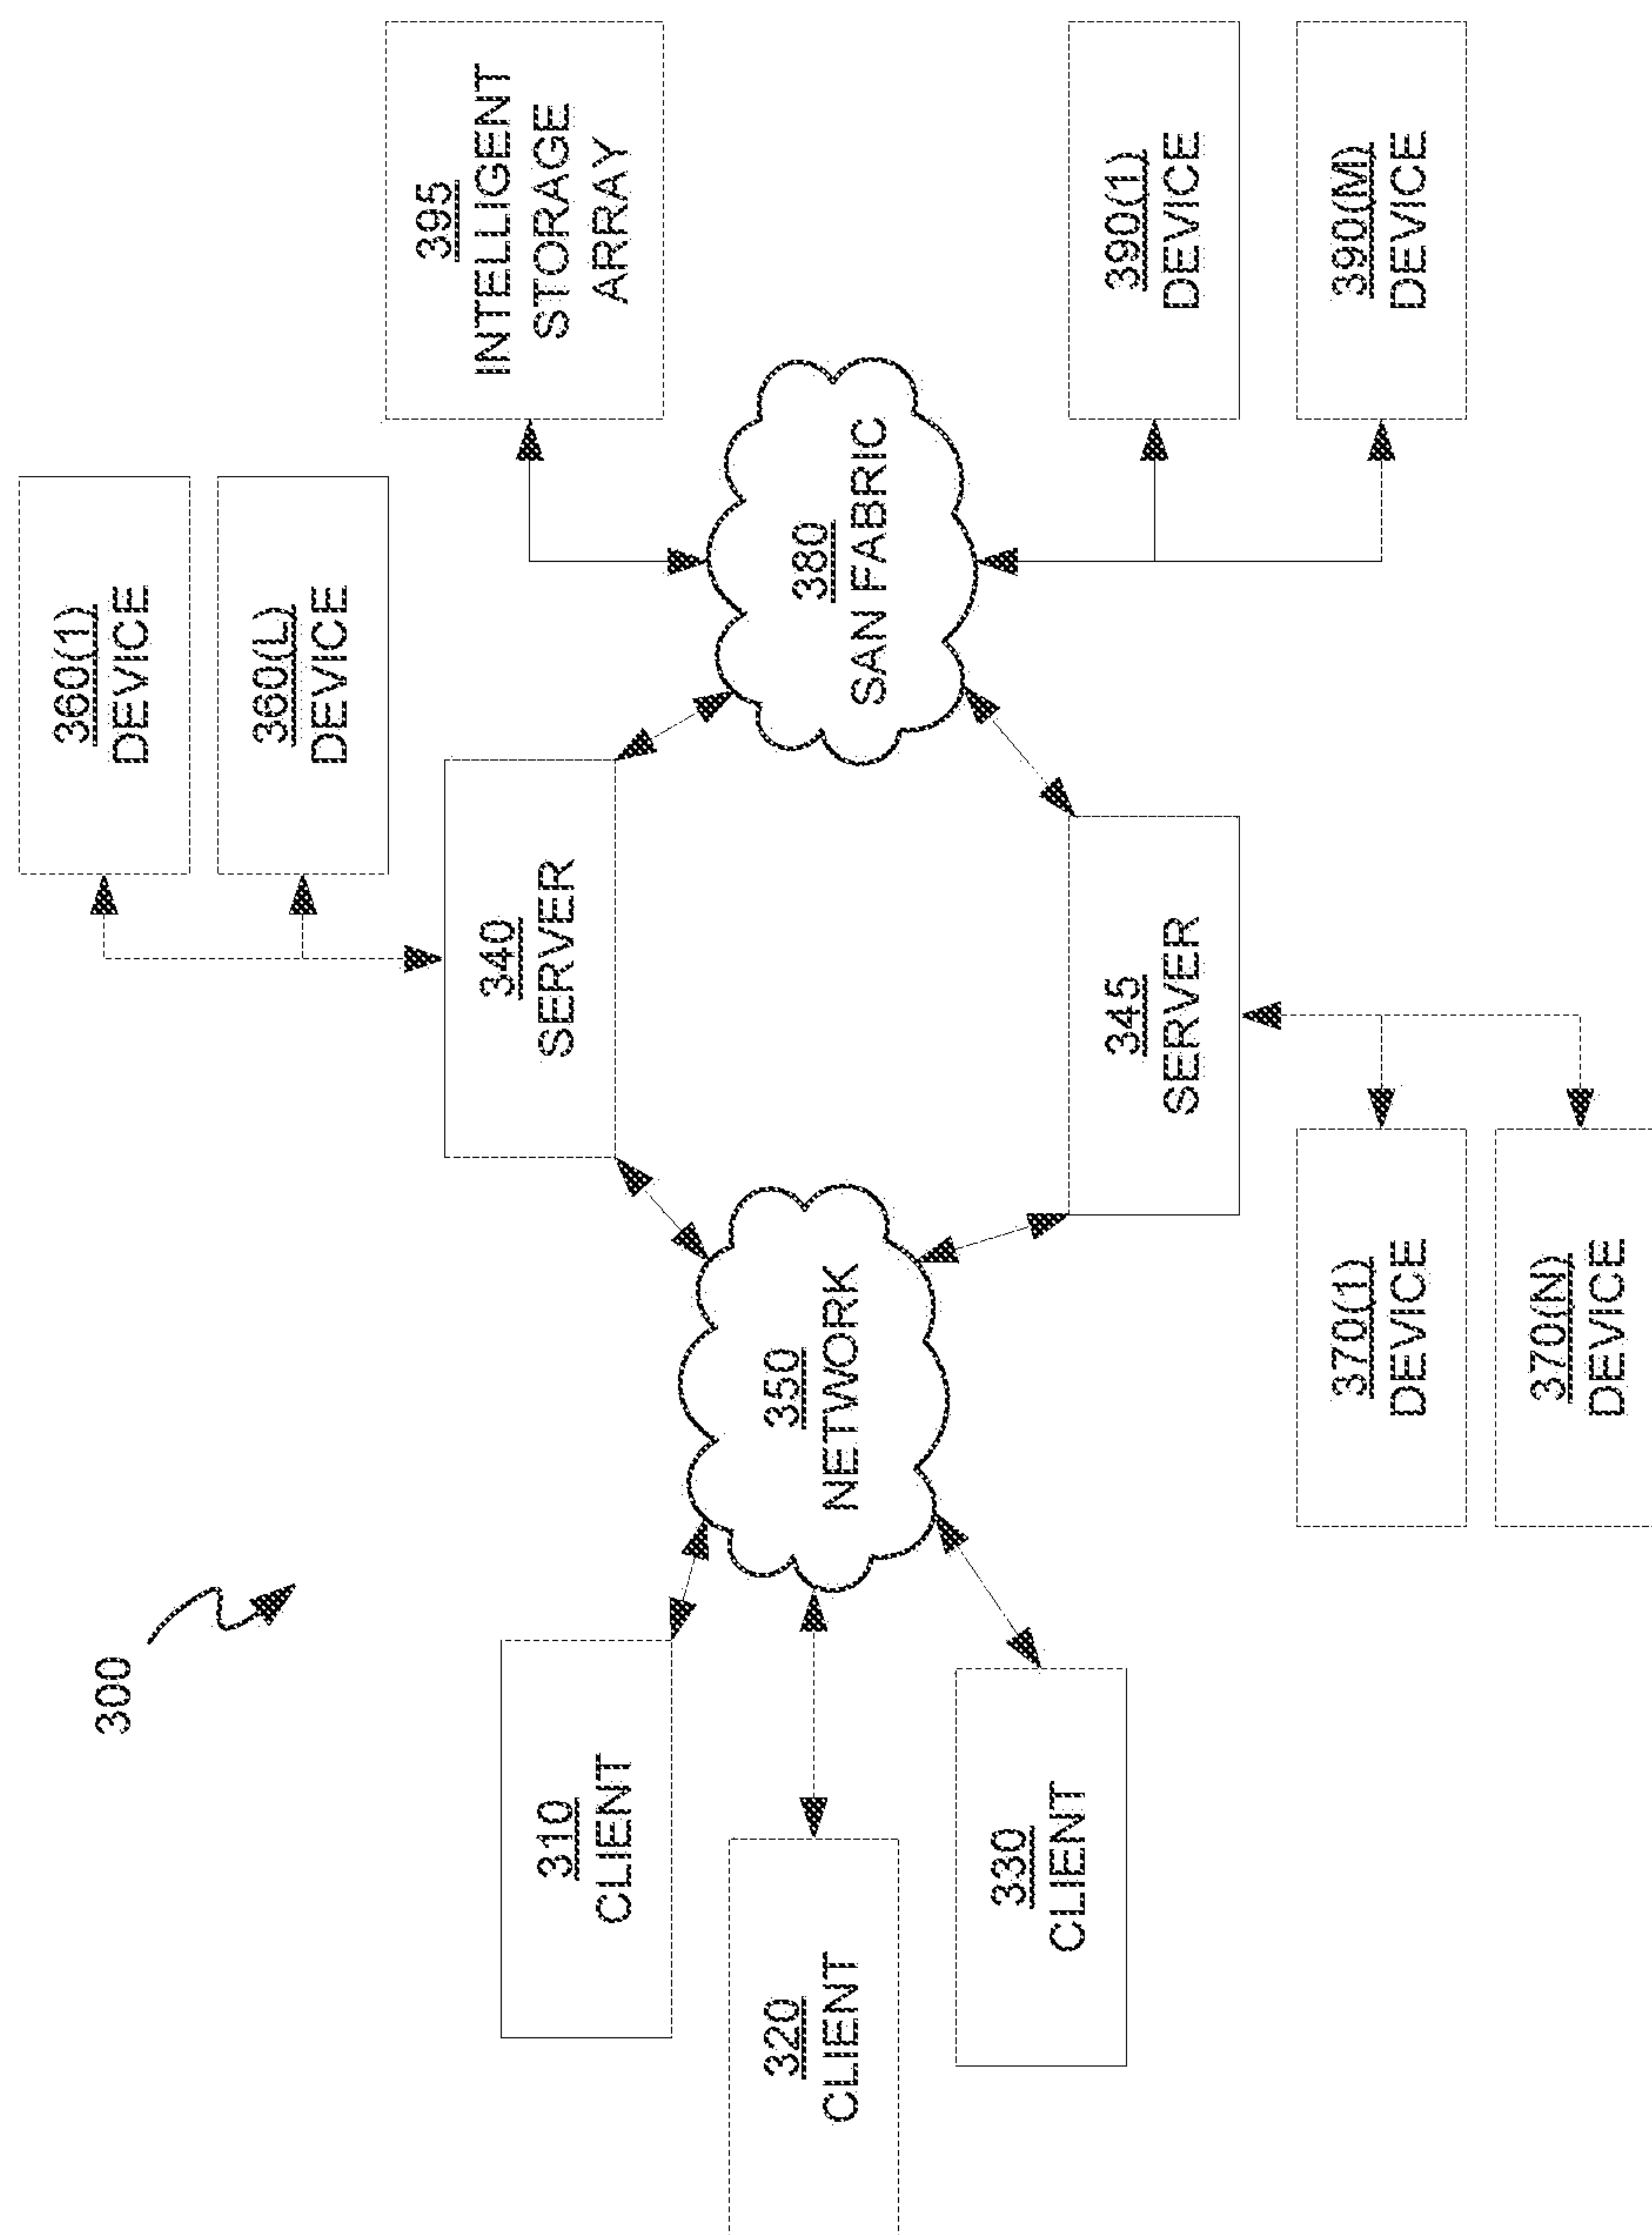 300
310
CLIENT
320
CLIENT
330
CLIENT
350
NETWORK
340
SERVER
345
SERVER
360(1)
DEVICE
360(L)
DEVICE
370(1)
DEVICE
370(N)
DEVICE
380
SAN FABRIC
395
INTELLIGENT
STORAGE
ARRAY
390(1)
DEVICE
390(M)
DEVICE